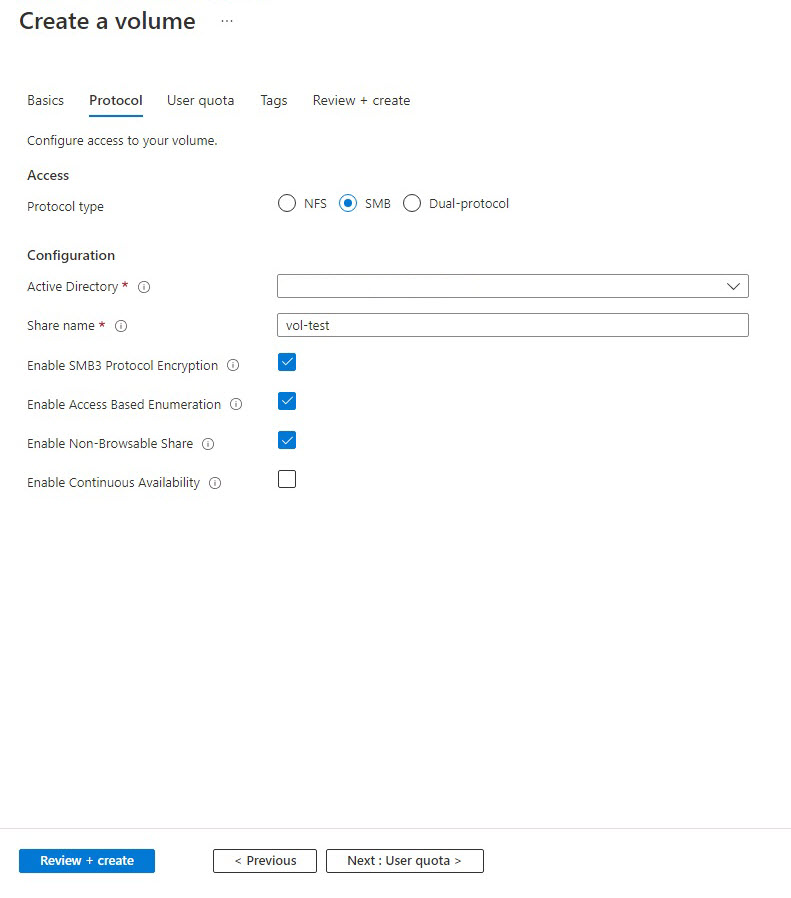 Create a volume ...
Basics Protocol User quota Tags Review + create
Configure access to your volume.
Access
Protocol type NFS SMB Dual-protocol
Configuration
Active Directory *
Share name * vol-test
Enable SMB3 Protocol Encryption
Enable Access Based Enumeration
Enable Non-Browsable Share
Enable Continuous Availability
Review + create < Previous Next : User quota >